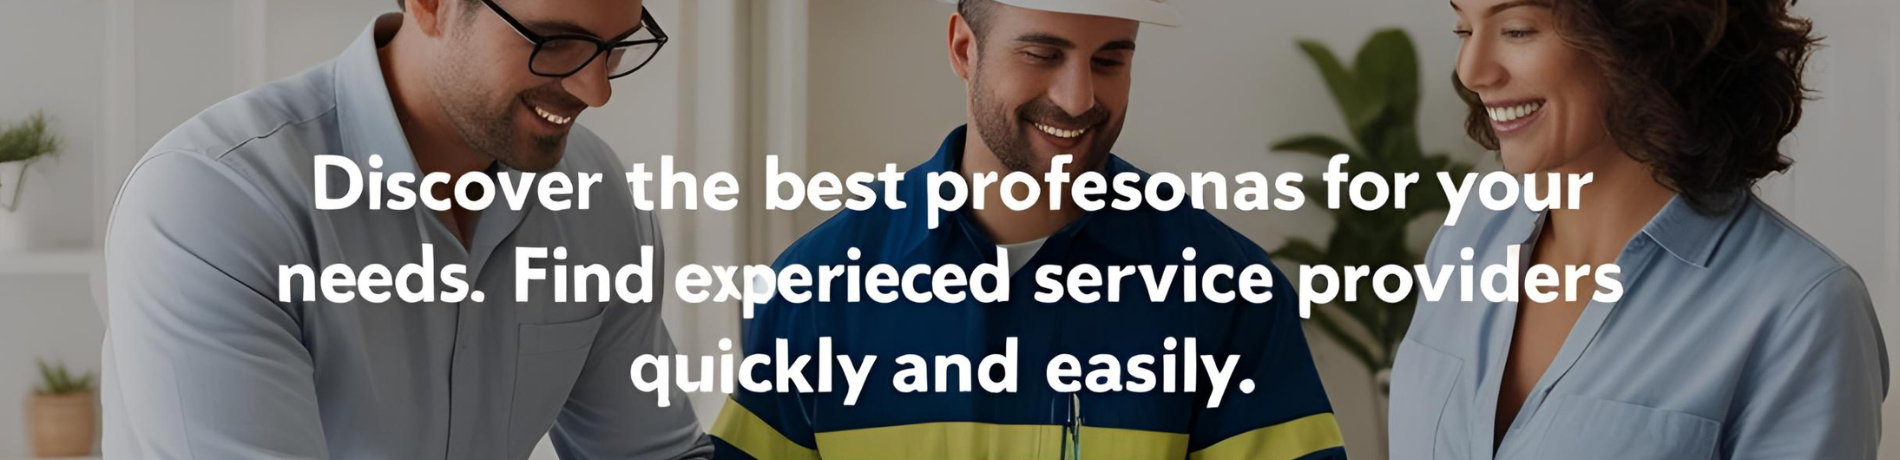 Discover the best profesonas for your
needs. Find experieced service providers
quickly and easily.